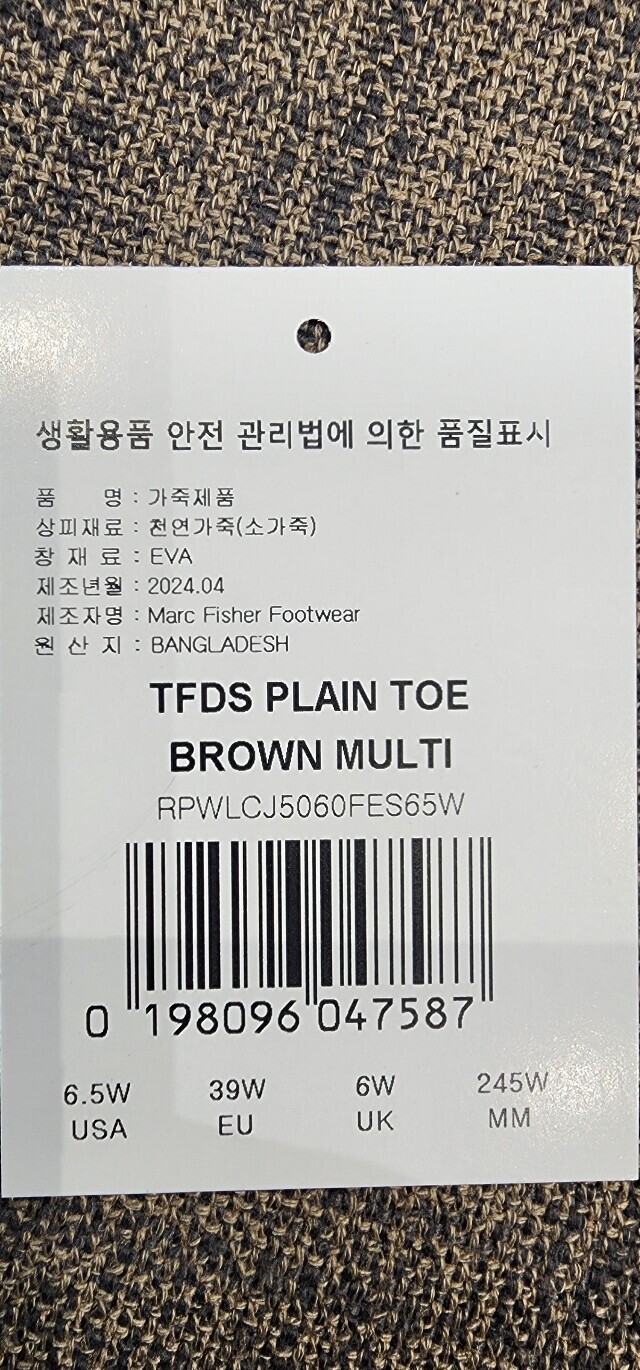 생활용품 안전 관리법에 의한 품질표시
품 명 : 가죽제품
상피재료 : 천연가죽(소가죽)
창 재 료 : EVA
제조년월 : 2024.04
제조자명 : Marc Fisher Footwear
원 산 지 : BANGLADESH
TFDS PLAIN TOE
BROWN MULTI
RPWLCJ5060FES65W
0 198096 047587
6.5W 39W 6W 245W
USA EU UK MM